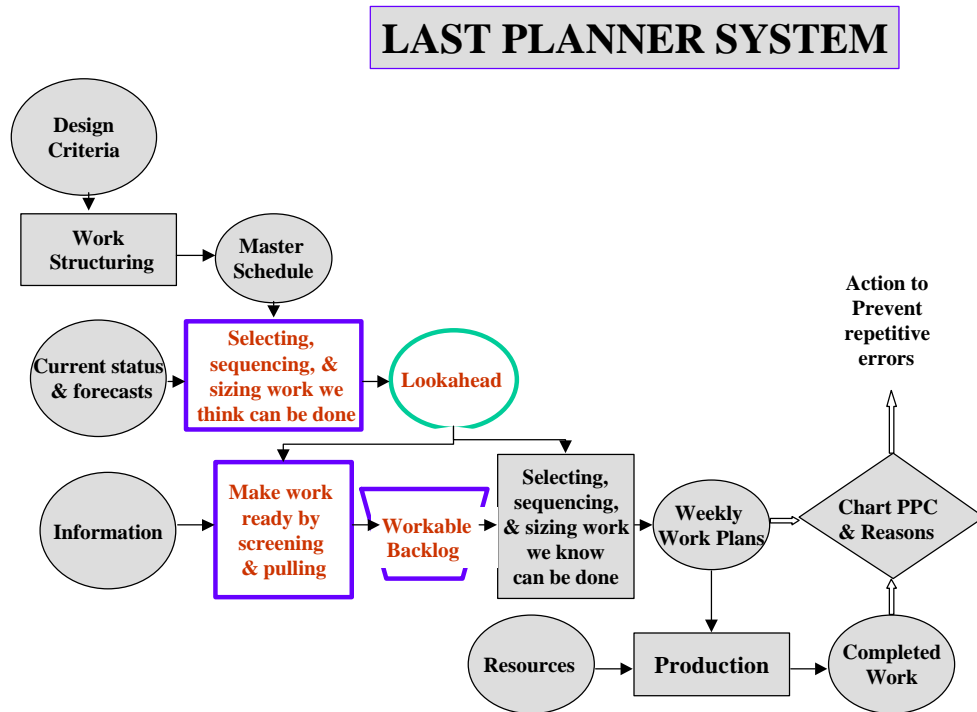 LAST PLANNER SYSTEM
Design
Criteria
Work
Structuring
Master
Schedule
Action to
Prevent
repetitive
errors
Current status
& forecasts
Selecting,
sequencing, &
sizing work we
think can be done
Lookahead
Information
Make work
ready by
screening
& pulling
Workable
Backlog
Selecting,
sequencing,
& sizing work
we know
can be done
Weekly
Work Plans
Chart PPC
& Reasons
Resources
Production
Completed
Work